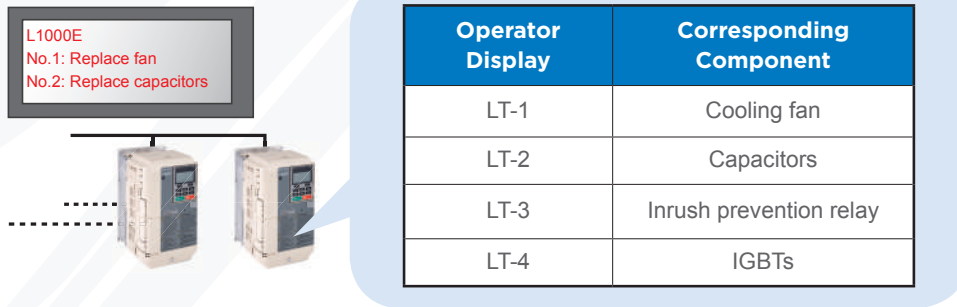 L1000E
No.1: Replace fan
No.2: Replace capacitors
Operator Display
Corresponding Component
LT-1
Cooling fan
LT-2
Capacitors
LT-3
Inrush prevention relay
LT-4
IGBTs